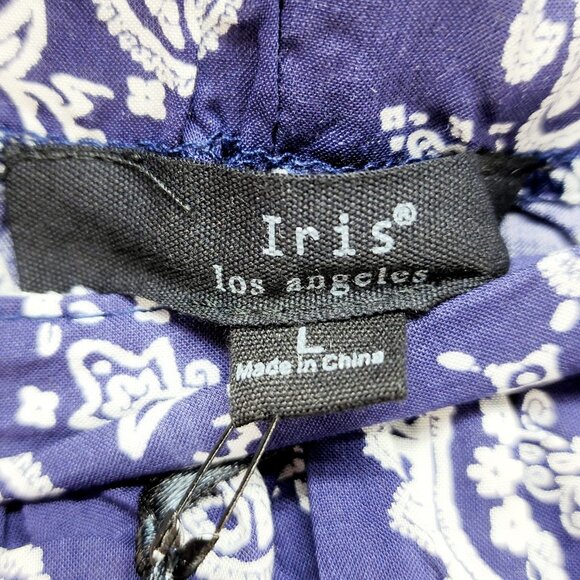 Iris®
los angeles
L
Made in China